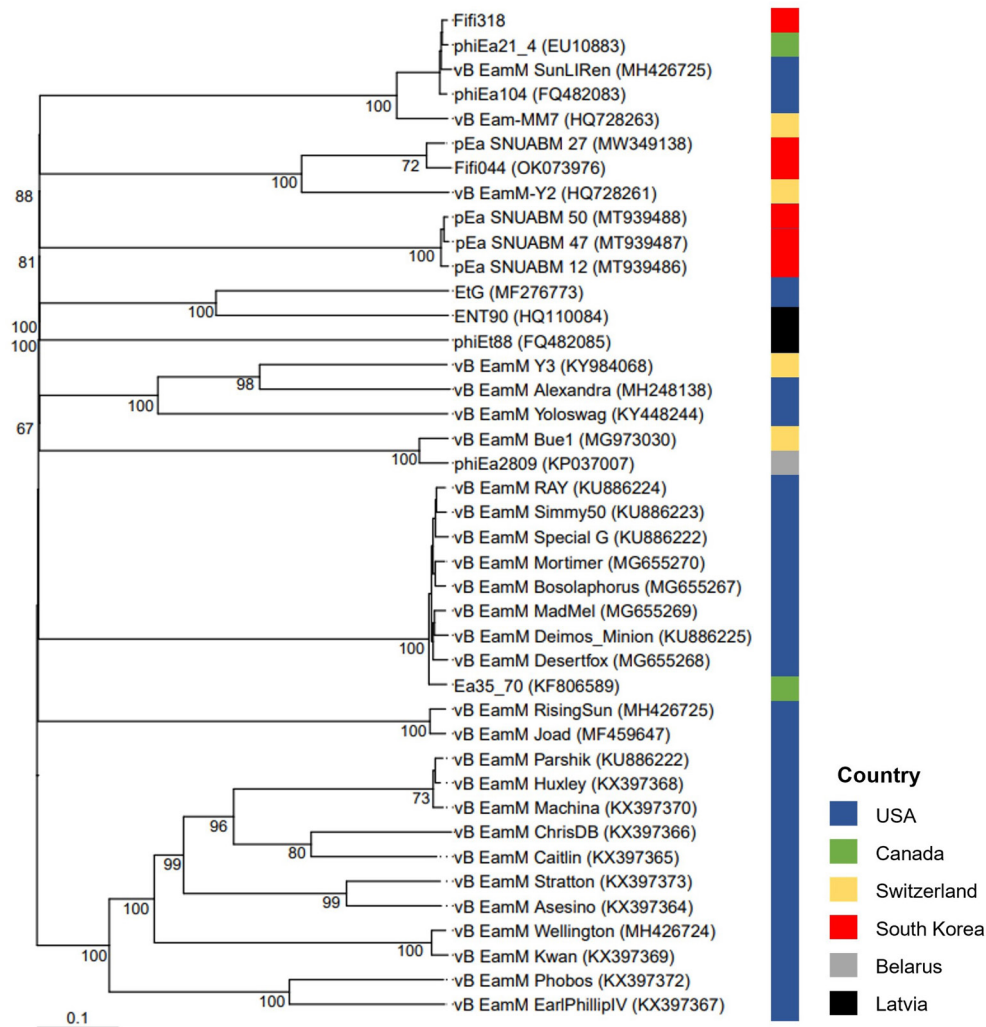 Fifi318
phiEa21_4 (EU10883)
vB EamM SunLIRen (MH426725)
phiEa104 (FQ482083)
100
vB Eam-MM7 (HQ728263)
pEa SNUABM 27 (MW349138)
72
Fifi044 (OK073976)
100
88
vB EamM-Y2 (HQ728261)
pEa SNUABM 50 (MT939488)
pEa SNUABM 47 (MT939487)
81
100
pEa SNUABM 12 (MT939486)
EtG (MF276773)
100
ENT90 (HQ110084)
100
100
phiEt88 (FQ482085)
vB EamM Y3 (KY984068)
98
vB EamM Alexandra (MH248138)
100
vB EamM Yoloswag (KY448244)
67
vB EamM Bue1 (MG973030)
100
phiEa2809 (KP037007)
vB EamM RAY (KU886224)
vB EamM Simmy50 (KU886223)
vB EamM Special G (KU886222)
vB EamM Mortimer (MG655270)
vB EamM Bosolaphorus (MG655267)
vB EamM MadMel (MG655269)
vB EamM Deimos_Minion (KU886225)
100
vB EamM Desertfox (MG655268)
Ea35_70 (KF806589)
vB EamM RisingSun (MH426725)
100
vB EamM Joad (MF459647)
vB EamM Parshik (KU886222)
vB EamM Huxley (KX397368)
73
vB EamM Machina (KX397370)
96
vB EamM ChrisDB (KX397366)
80
vB EamM Caitlin (KX397365)
99
vB EamM Stratton (KX397373)
99
vB EamM Asesino (KX397364)
100
vB EamM Wellington (MH426724)
100
vB EamM Kwan (KX397369)
100
vB EamM Phobos (KX397372)
100
vB EamM EarlPhillipIV (KX397367)
0.1
Country
USA
Canada
Switzerland
South Korea
Belarus
Latvia